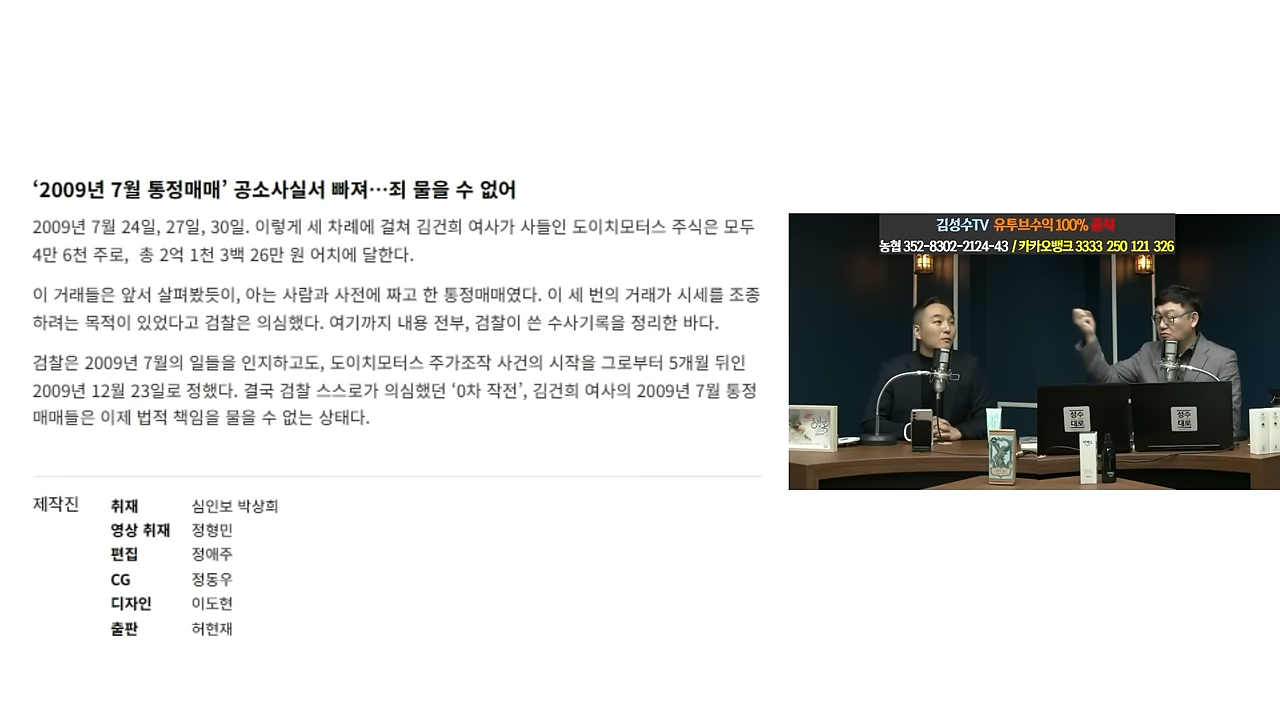 ‘2009년 7월 통정매매’ 공소사실서 빠져…죄 물을 수 없어
2009년 7월 24일, 27일, 30일. 이렇게 세 차례에 걸쳐 김건희 여사가 사들인 도이치모터스 주식은 모두
4만 6천 주로, 총 2억 1천 3백 26만 원 어치에 달한다.
이 거래들은 앞서 살펴봤듯이, 아는 사람과 사전에 짜고 한 통정매매였다. 이 세 번의 거래가 시세를 조종
하려는 목적이 있었다고 검찰은 의심했다. 여기까지 내용 전부, 검찰이 쓴 수사기록을 정리한 바다.
검찰은 2009년 7월의 일들을 인지하고도, 도이치모터스 주가조작 사건의 시작을 그로부터 5개월 뒤인
2009년 12월 23일로 정했다. 결국 검찰 스스로가 의심했던 ‘0차 작전’, 김건희 여사의 2009년 7월 통정
매매들은 이제 법적 책임을 물을 수 없는 상태다.
제작진
취재 심인보 박상희
영상 취재 정형민
편집 정애주
CG 정동우
디자인 이도현
출판 허현재
김성수TV 유투브수익 100%
농협 352-8302-2124-43 / 카카오뱅크 3333 250 121 326
정수
대로
정수
대로